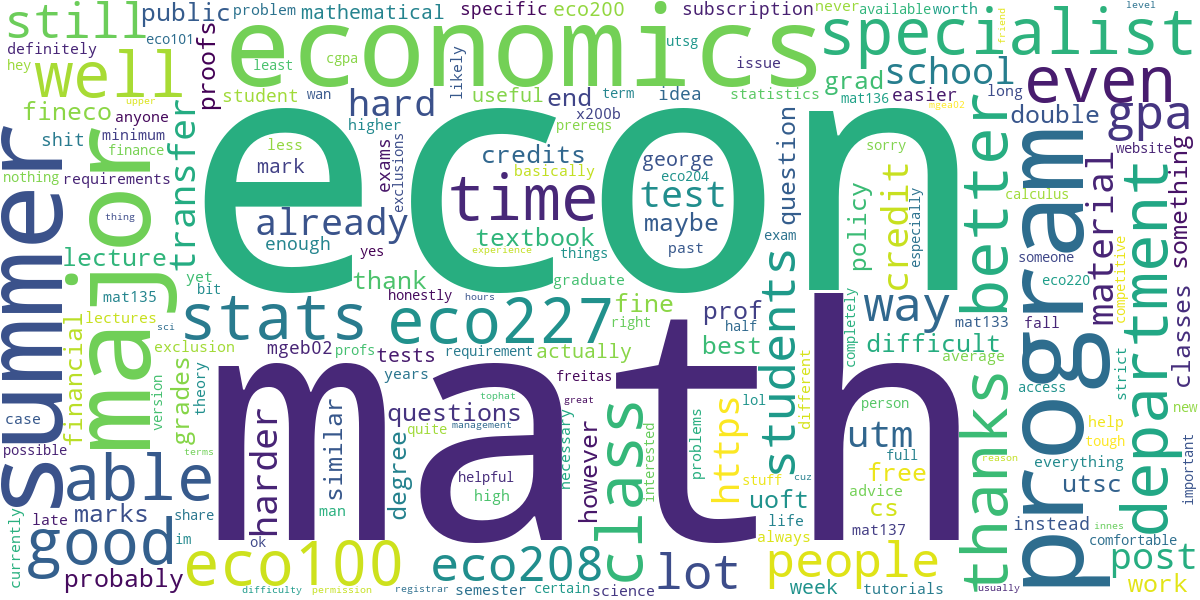 still
public
problem
mathematical
specific
eco200
subscription
never
available
worth
level
definitely
eco101
economics
specialist
friend
hey
well
proofs
least
cgpa
likely
utsg
issue
grad
school
even
anyone
fineco
student
wan
hard
useful
term
end
idea
statistics
mat136
easier
long
double
gpa
upper
higher
x200b
prereqs
mgea02
shit
minimum
transfer
econ
website
finance
less
mark
exams
exclusions
credits
basically
george
eco204
test
maybe
past
question
sorry
nothing
requirements
major
time
policy
credit
especially
better
calculus
program
material
department
something
classes
summer
thing
already
enough
yes
textbook
things
experience
exam
someone
eco220
competitive
lecture
yet
bit
thank
graduate
mat135
honestly
hours
lectures
sci
stats
eco227
fine
right
prof
half
students
completely
way
mat133
fall
strict
new
access
financial
exclusion
mgeb02
profs
tests
requirement
actually
best
difficult
average
version
grades
theory
years
freitas
math
different
thanks
case
tophat
great
questions
quite
management
class
lol
person
help
possible
harder
similar
degree
helpful
high
necessary
however
interested
problems
https
utm
full
tough
reason
everything
important
terms
able
man
free
stuff
advice
cs
utsc
marks
late
share
uoft
mat137
currently
good
im
ok
life
always
instead
innes
comfortable
probably
eco100
eco208
lot
people
post
week
tutorials
work
difficulty
permission
registrar
semester
certain
science
cuz
usually